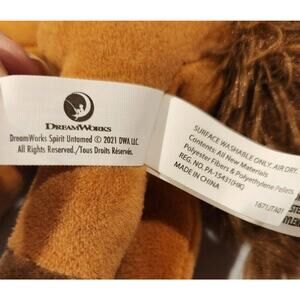 DREAMWORKS
DreamWorks Spirit Untamed © 2021 DWA LLC.
All Rights Reserved./Tous Droits Réservés.
SURFACE WASHABLE ONLY. AIR DRY.
Contents: All New Materials
Polyester Fibers & Polyethylene Pellets
REG. NO. PA-15431(HK)
MADE IN CHINA
1671JTA01